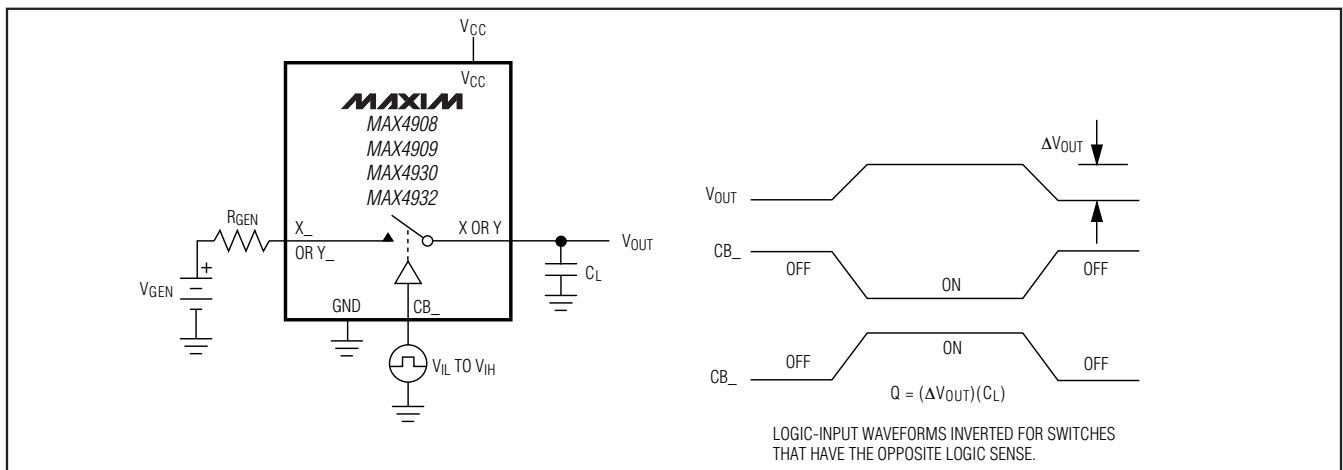 VCC
VCC
MAXIM
MAX4908
MAX4909
MAX4930
MAX4932
RGEN
X_
OR Y_
X OR Y
VOUT
CL
VGEN
+
GND
CB_
VIL TO VIH
ΔVOUT
VOUT
CB_
OFF
ON
OFF
CB_
OFF
ON
OFF
Q = (ΔVOUT)(CL)
LOGIC-INPUT WAVEFORMS INVERTED FOR SWITCHES
THAT HAVE THE OPPOSITE LOGIC SENSE.